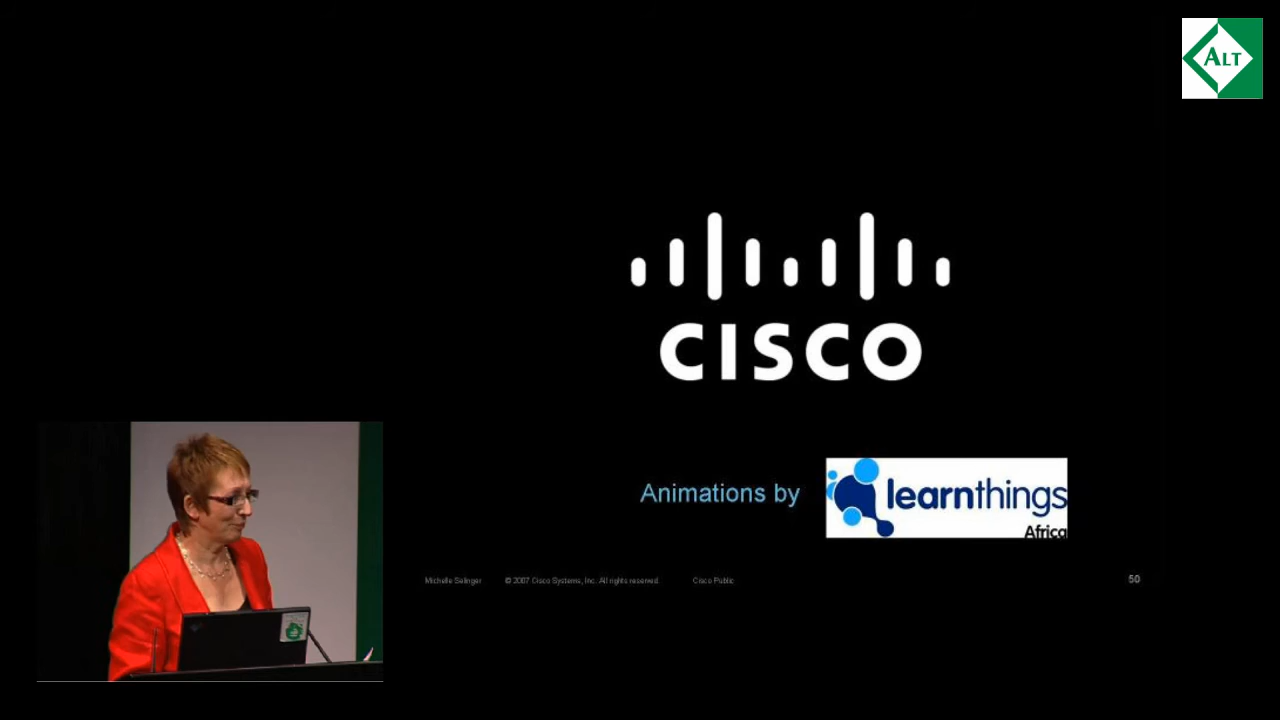 ALT
CISCO
Animations by
learnthings
Africa
Michelle Selinger © 2007 Cisco Systems, Inc. All rights reserved. Cisco Public 50